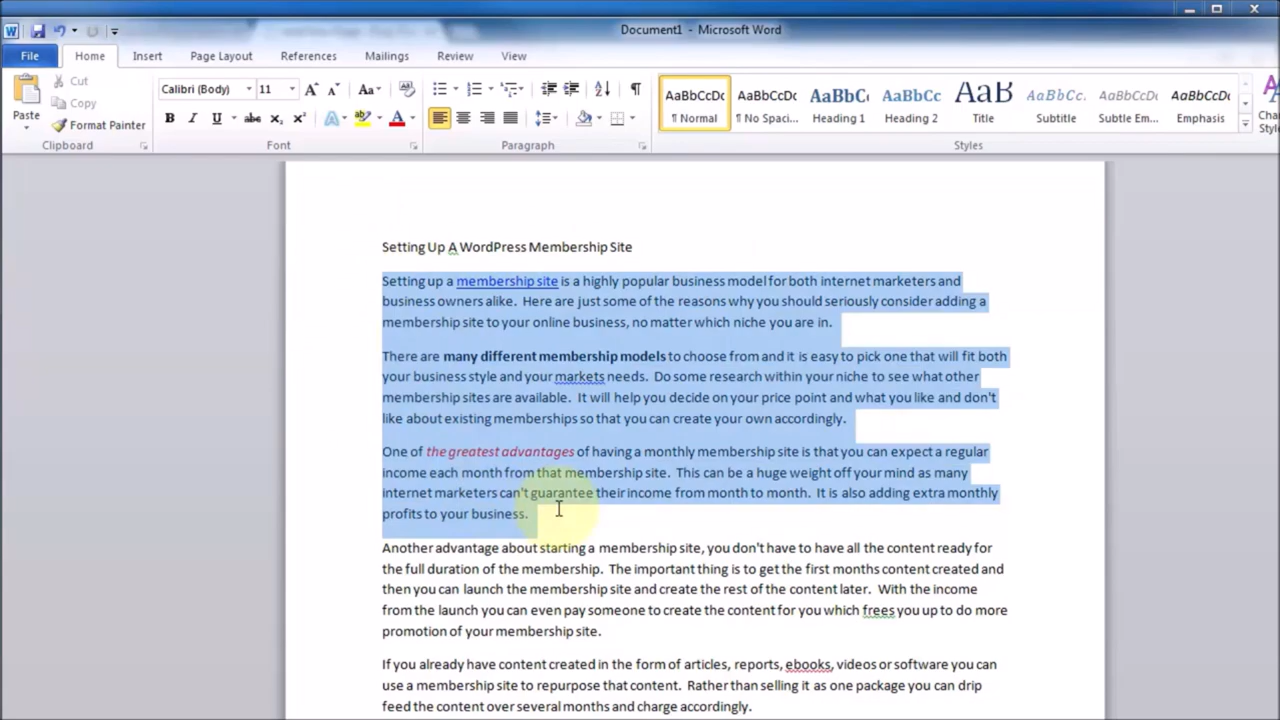 Document1 - Microsoft Word
File Home Insert Page Layout References Mailings Review View
Cut
Copy
Paste
Format Painter
Clipboard
Calibri (Body) 11
Font
Paragraph
AaBbCcDc AaBbCcDc AaBbC AaBbCc AaB AaBbCc. AaBbCcDc AaBbCcDc
¶ Normal ¶ No Spaci... Heading 1 Heading 2 Title Subtitle Subtle Em... Emphasis
Styles
Setting Up A WordPress Membership Site
Setting up a membership site is a highly popular business model for both internet marketers and
business owners alike. Here are just some of the reasons why you should seriously consider adding a
membership site to your online business, no matter which niche you are in.
There are many different membership models to choose from and it is easy to pick one that will fit both
your business style and your markets needs. Do some research within your niche to see what other
membership sites are available. It will help you decide on your price point and what you like and don't
like about existing memberships so that you can create your own accordingly.
One of the greatest advantages of having a monthly membership site is that you can expect a regular
income each month from that membership site. This can be a huge weight off your mind as many
internet marketers can't guarantee their income from month to month. It is also adding extra monthly
profits to your business.
Another advantage about starting a membership site, you don't have to have all the content ready for
the full duration of the membership. The important thing is to get the first months content created and
then you can launch the membership site and create the rest of the content later. With the income
from the launch you can even pay someone to create the content for you which frees you up to do more
promotion of your membership site.
If you already have content created in the form of articles, reports, ebooks, videos or software you can
use a membership site to repurpose that content. Rather than selling it as one package you can drip
feed the content over several months and charge accordingly.